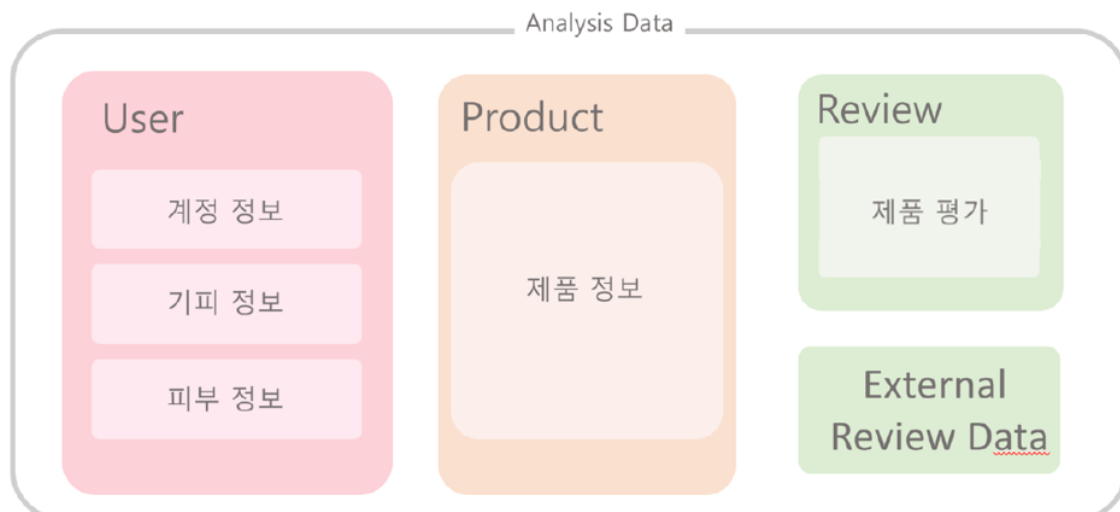 Analysis Data
User
계정 정보
기피 정보
피부 정보
Product
제품 정보
Review
제품 평가
External
Review Data